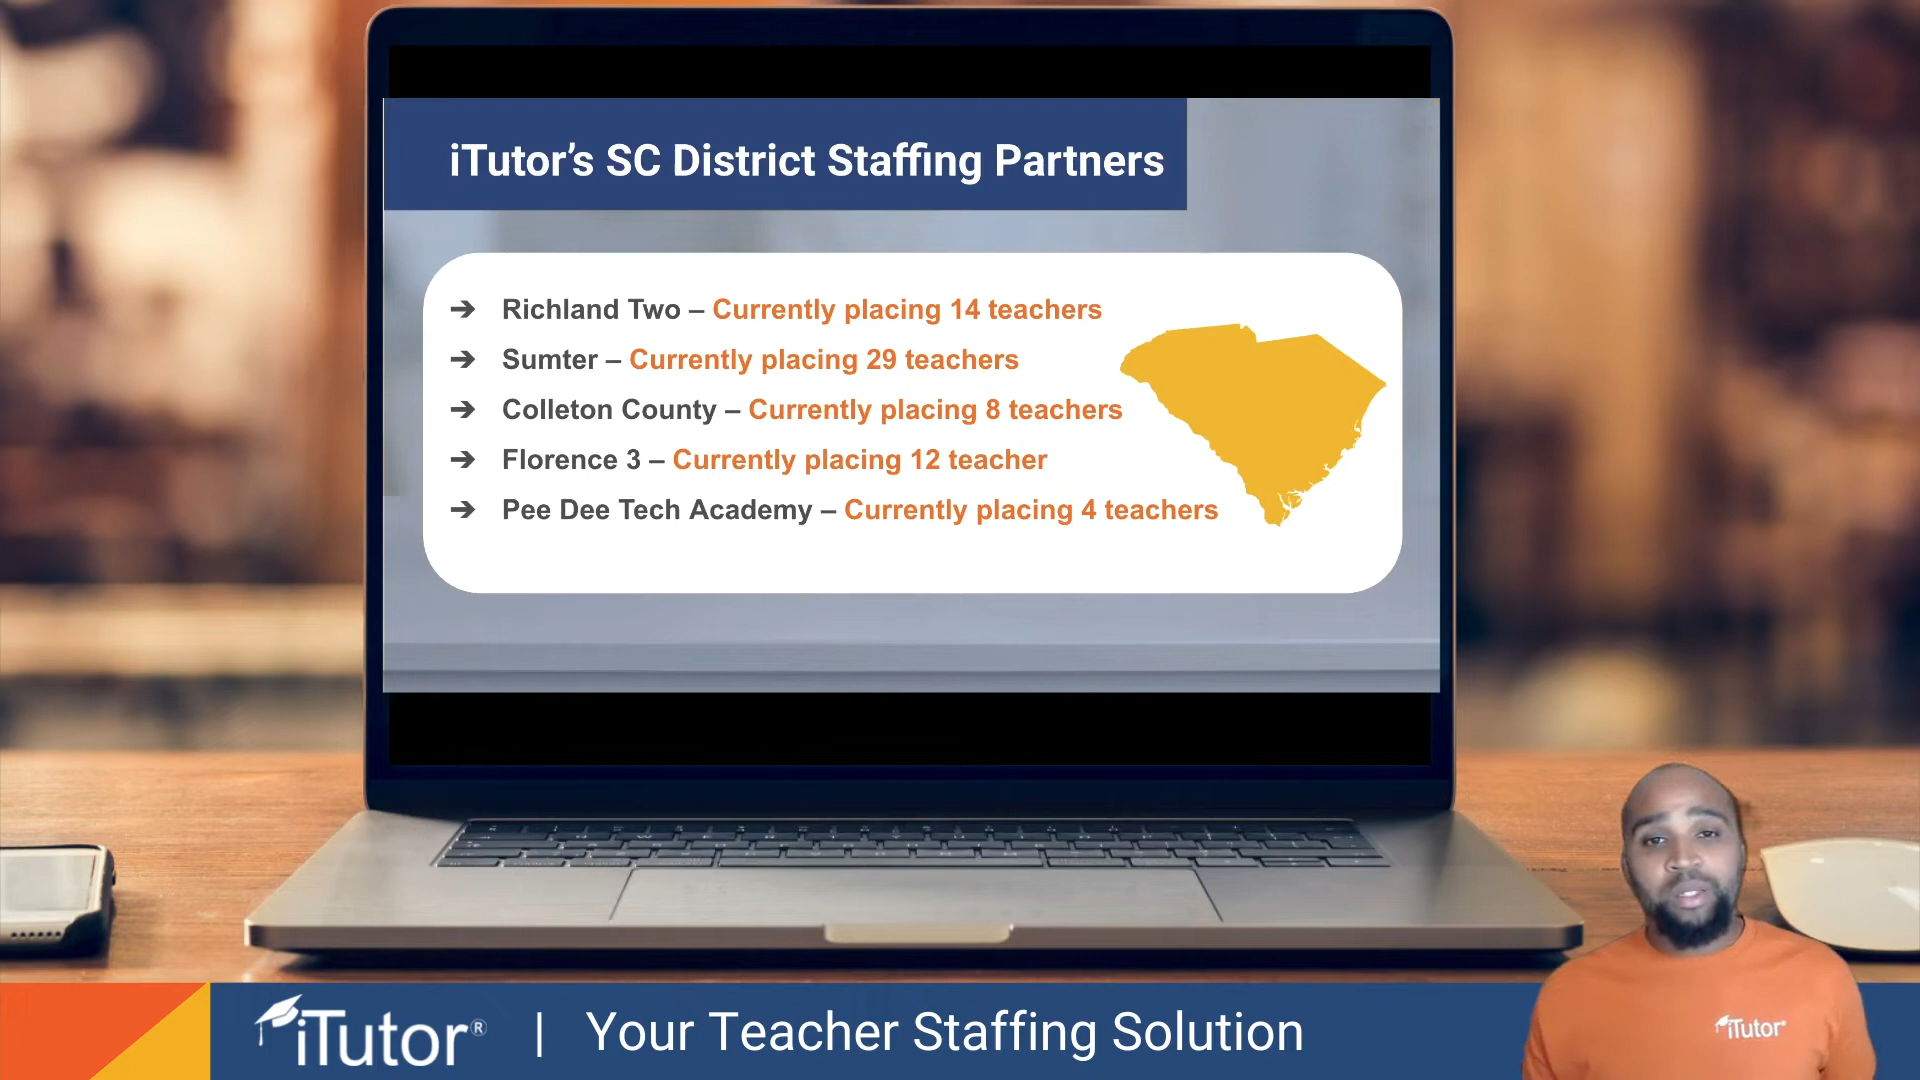 iTutor's SC District Staffing Partners
➔ Richland Two – Currently placing 14 teachers
➔ Sumter – Currently placing 29 teachers
➔ Colleton County – Currently placing 8 teachers
➔ Florence 3 – Currently placing 12 teacher
➔ Pee Dee Tech Academy – Currently placing 4 teachers
iTutor® | Your Teacher Staffing Solution
iTutor